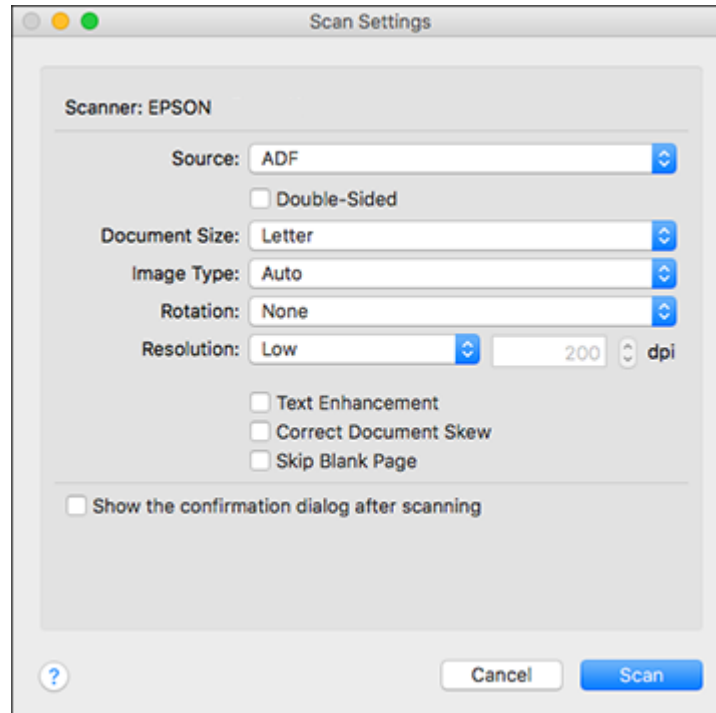 Scan Settings
Scanner: EPSON
Source: ADF
Double-Sided
Document Size: Letter
Image Type: Auto
Rotation: None
Resolution: Low 200 dpi
Text Enhancement
Correct Document Skew
Skip Blank Page
Show the confirmation dialog after scanning
? Cancel Scan